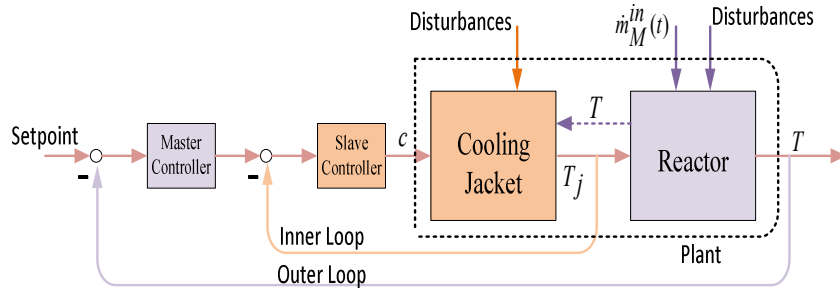 Disturbances
ṁ_M^in(t)
Disturbances
Setpoint
Master
Controller
Slave
Controller
c
Cooling
Jacket
T
T_j
Reactor
T
-
-
Inner Loop
Outer Loop
Plant